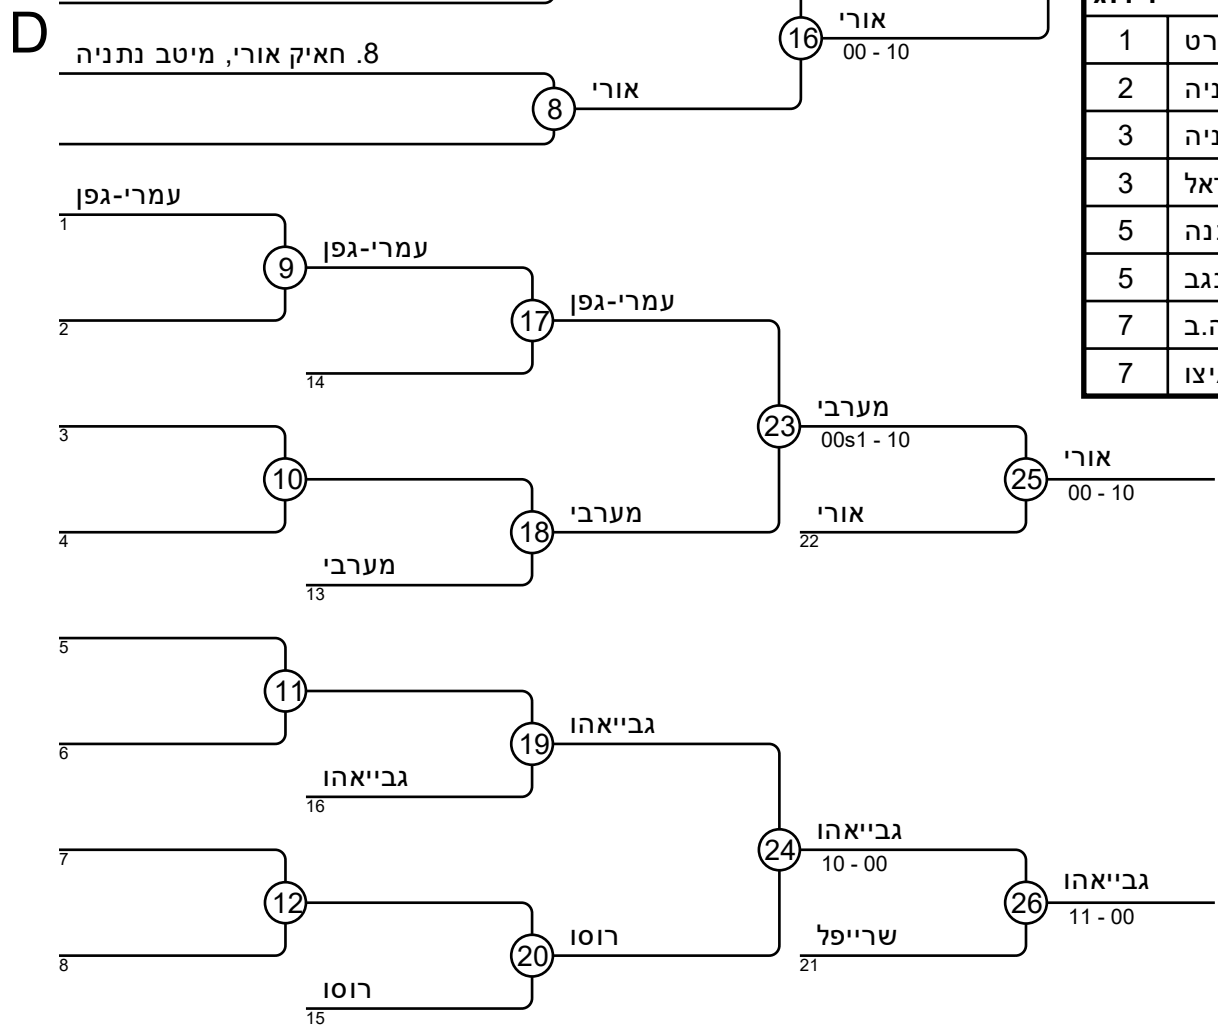 D
אורי
16
00 - 10
8. חאיק אורי, מיטב נתניה
אורי
8
1
2
3
3
5
5
7
7
עמרי-גפן
1
עמרי-גפן
9
2
עמרי-גפן
17
14
3
10
4
מערבי
18
מערבי
13
מערבי
23
00s1 - 10
אורי
22
אורי
25
00 - 10
5
11
6
גבייאהו
19
גבייאהו
16
7
12
8
רוסו
20
רוסו
15
גבייאהו
24
10 - 00
שרייפל
21
גבייאהו
26
11 - 00